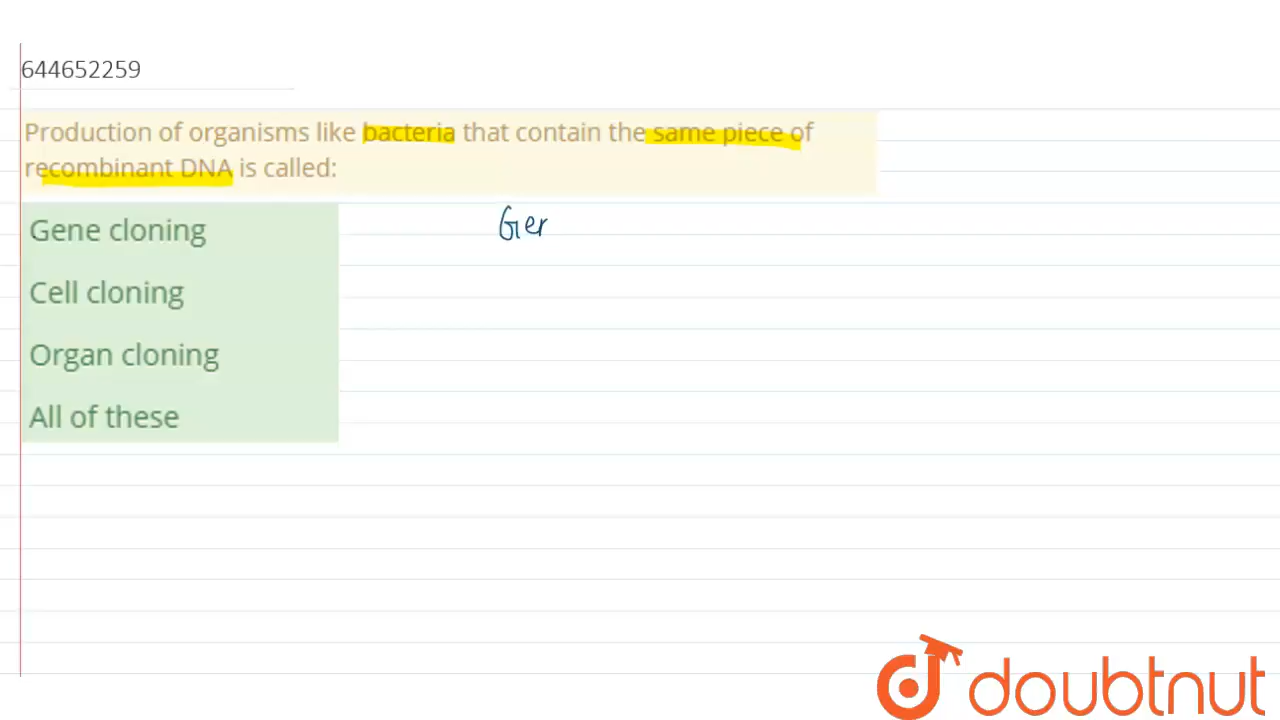 644652259
Production of organisms like bacteria that contain the same piece of
recombinant DNA is called:
Gene cloning
Ger
Cell cloning
Organ cloning
All of these
doubtnut